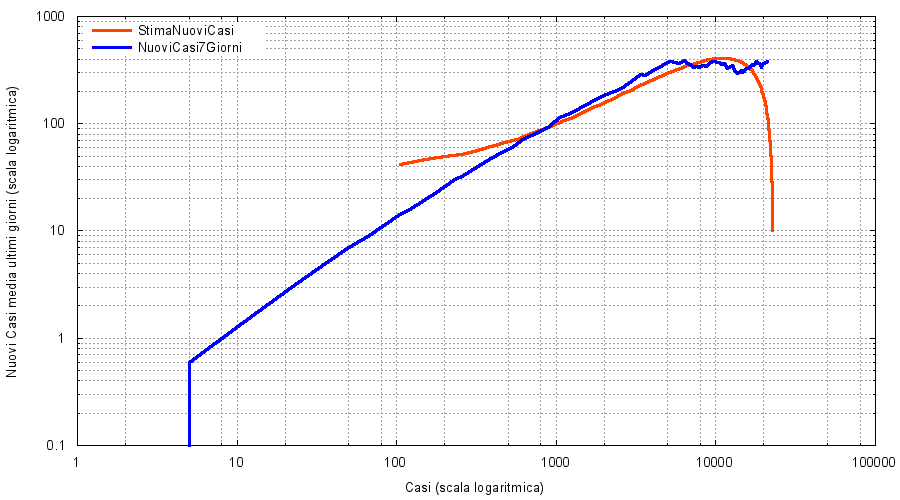 1000
StimaNuoviCasi
NuoviCasi7Giorni
100
10
1
0.1
Nuovi Casi media ultimi giorni (scala logaritmica)
1 10 100 1000 10000 100000
Casi (scala logaritmica)